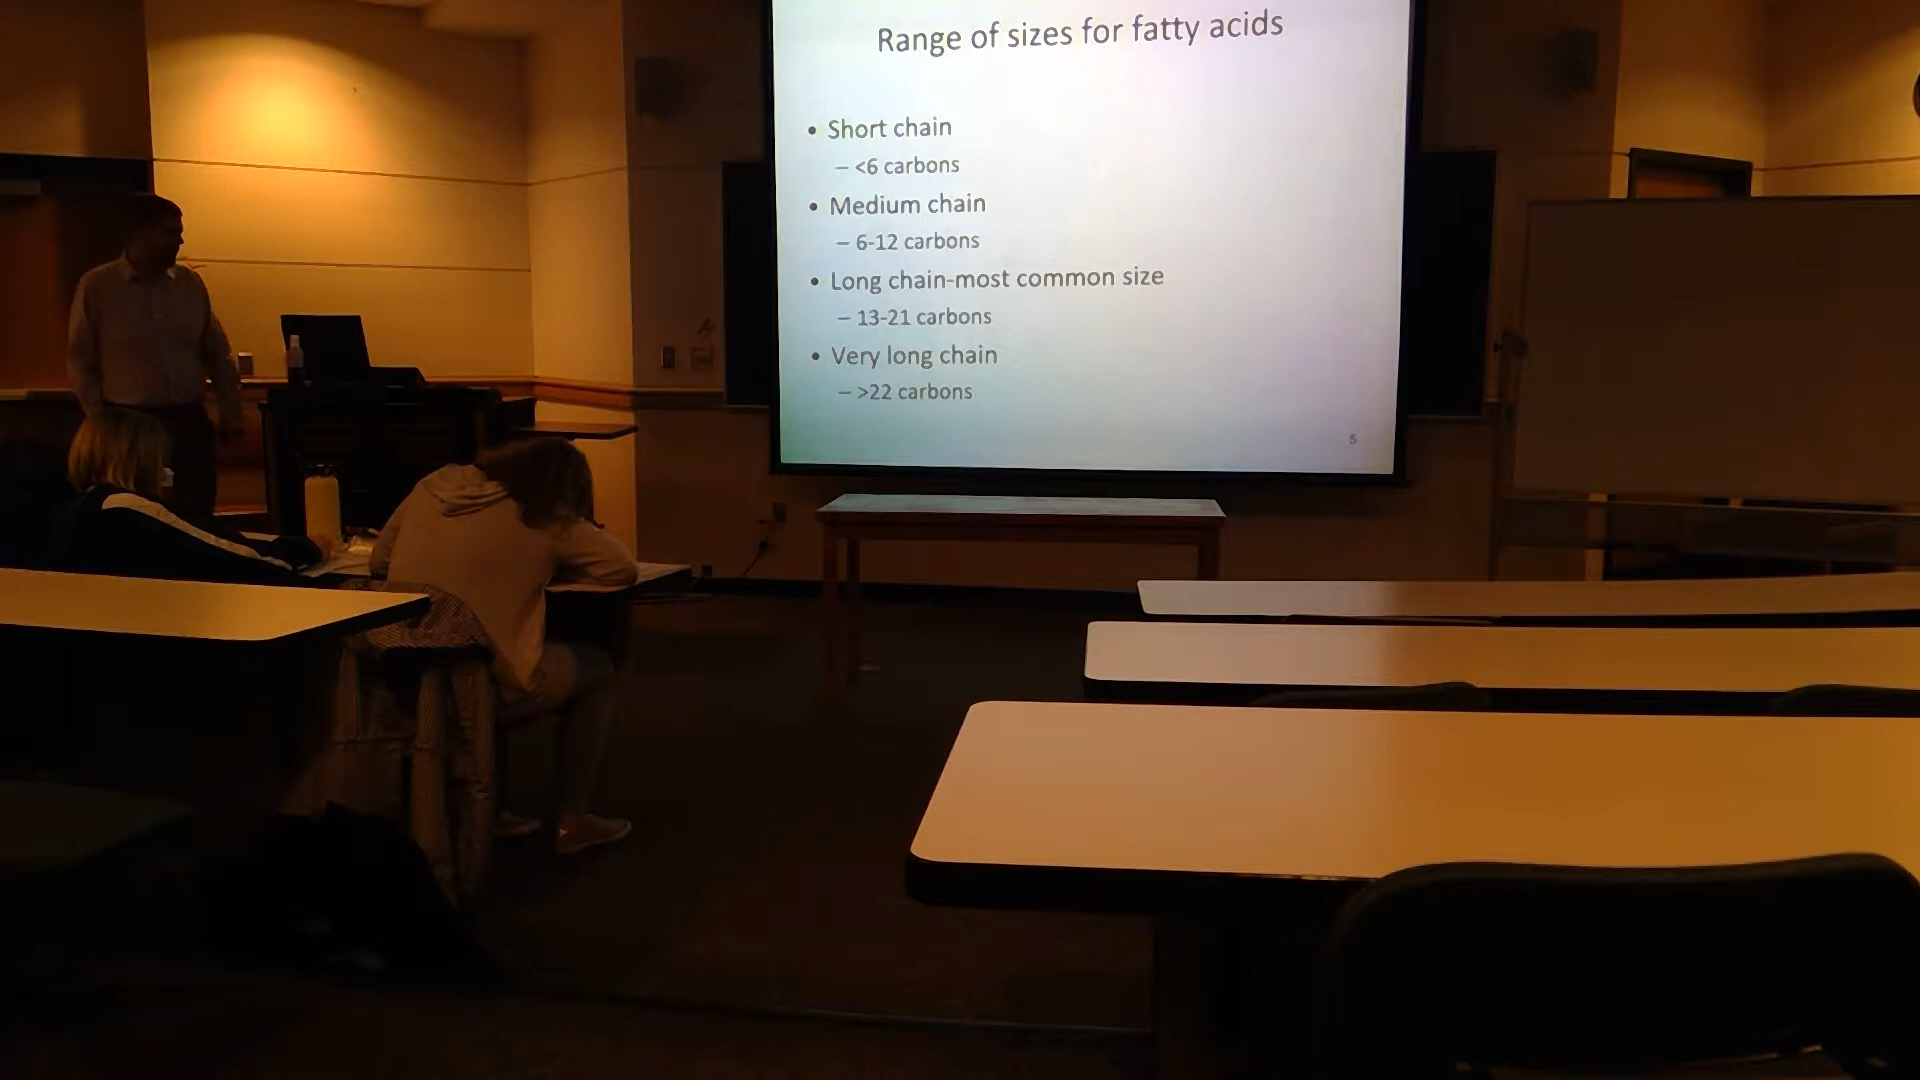 Range of sizes for fatty acids
• Short chain
– <6 carbons
• Medium chain
– 6-12 carbons
• Long chain-most common size
– 13-21 carbons
• Very long chain
– >22 carbons
5